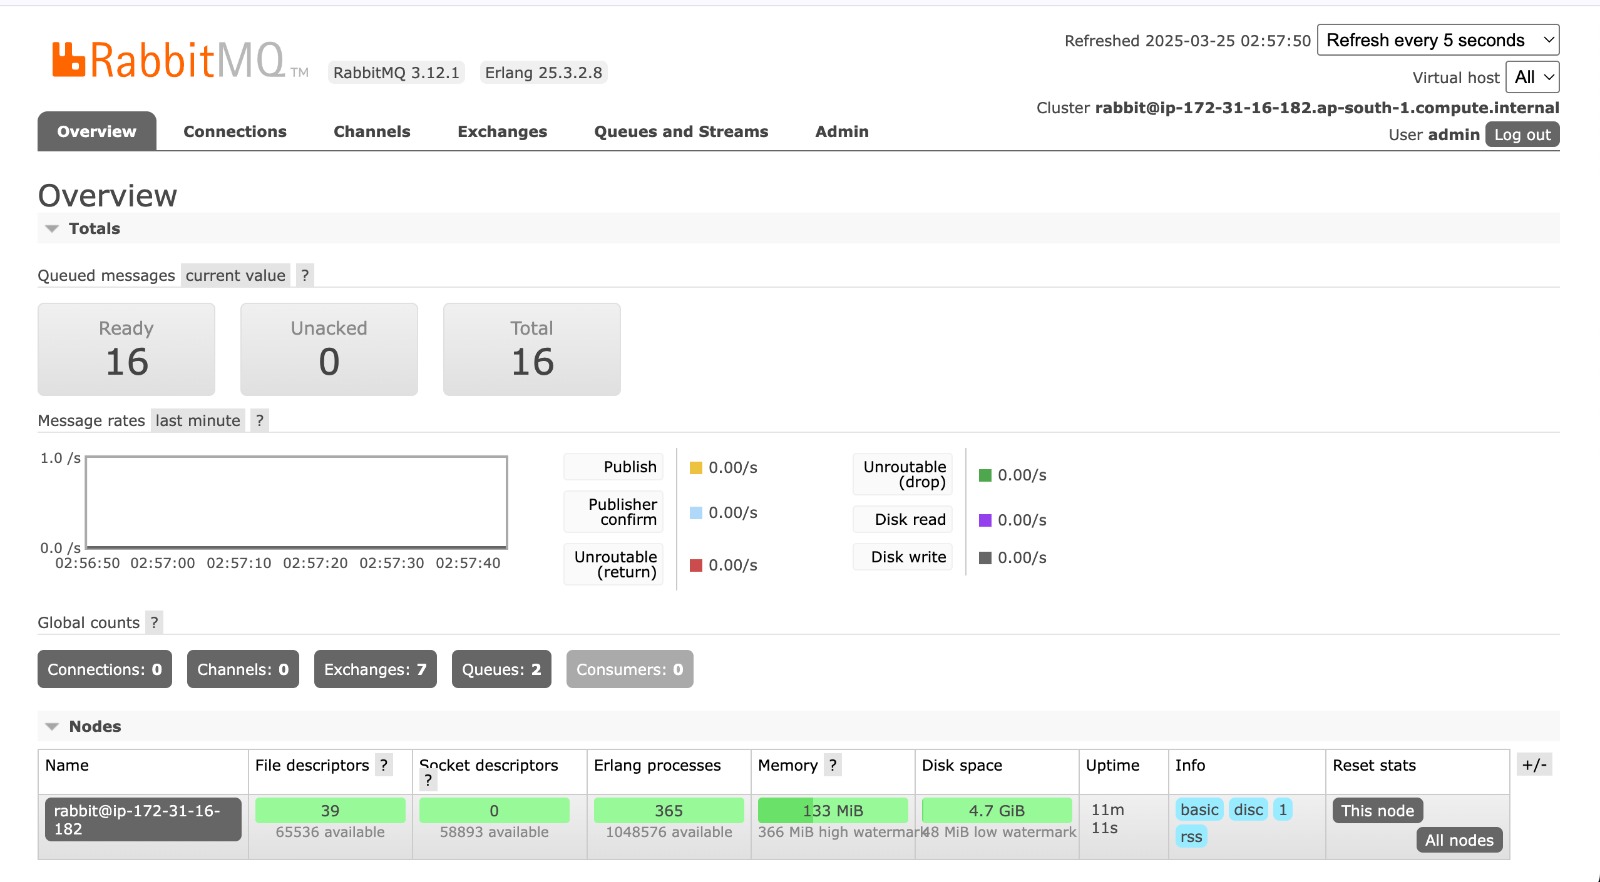 RabbitMQ TM
RabbitMQ 3.12.1 Erlang 25.3.2.8
Refreshed 2025-03-25 02:57:50 Refresh every 5 seconds
Virtual host All
Cluster rabbit@ip-172-31-16-182.ap-south-1.compute.internal
User admin Log out
Overview Connections Channels Exchanges Queues and Streams Admin
Overview
Totals
Queued messages current value ?
Ready
16
Unacked
0
Total
16
Message rates last minute ?
1.0 /s
0.0 /s
02:56:50 02:57:00 02:57:10 02:57:20 02:57:30 02:57:40
Publish 0.00/s
Publisher
confirm 0.00/s
Unroutable
(return) 0.00/s
Unroutable
(drop) 0.00/s
Disk read 0.00/s
Disk write 0.00/s
Global counts ?
Connections: 0 Channels: 0 Exchanges: 7 Queues: 2 Consumers: 0
Nodes
Name File descriptors ? Socket descriptors ? Erlang processes Memory ? Disk space Uptime Info Reset stats +/-
rabbit@ip-172-31-16-
182
39
65536 available
0
58893 available
365
1048576 available
133 MiB
366 MiB high watermark
4.7 GiB
48 MiB low watermark
11m
11s
basic disc 1
rss
This node
All nodes